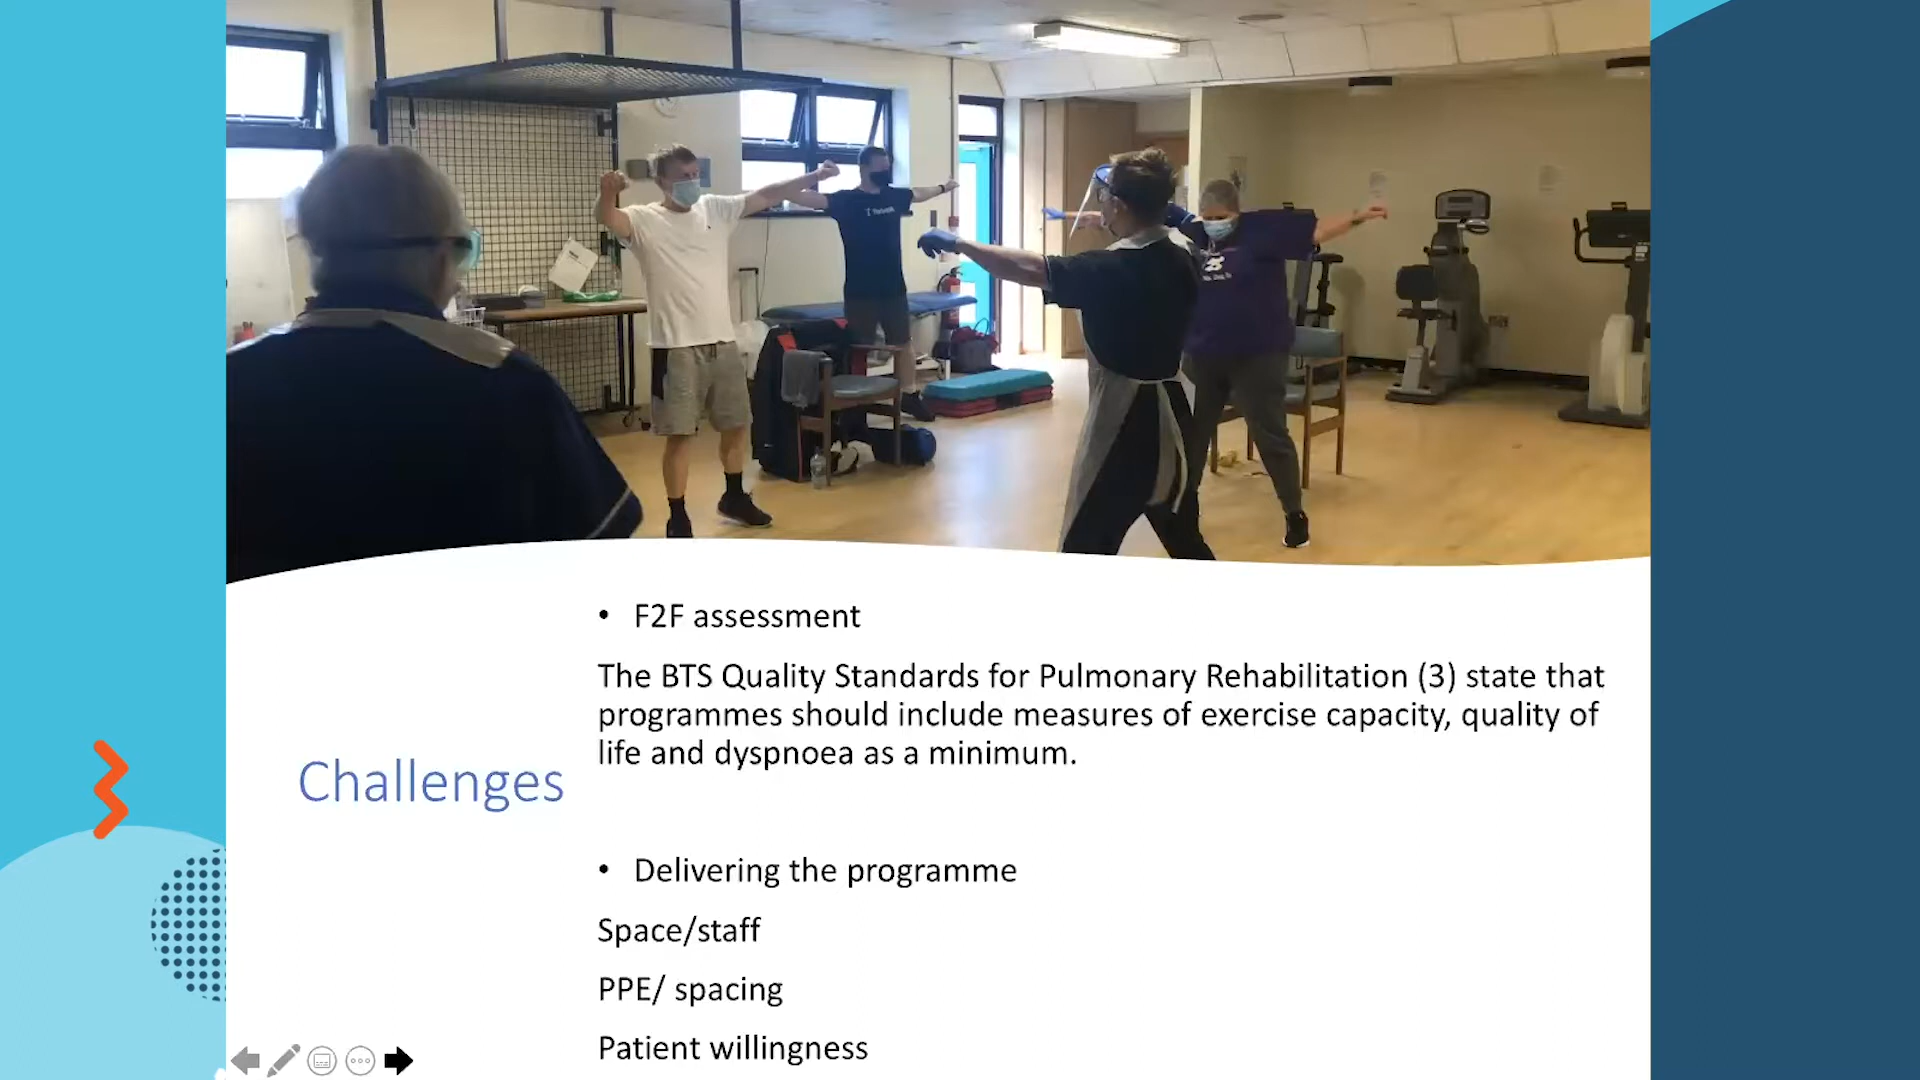 • F2F assessment
The BTS Quality Standards for Pulmonary Rehabilitation (3) state that
programmes should include measures of exercise capacity, quality of
life and dyspnoea as a minimum.
Challenges
• Delivering the programme
Space/staff
PPE/ spacing
Patient willingness